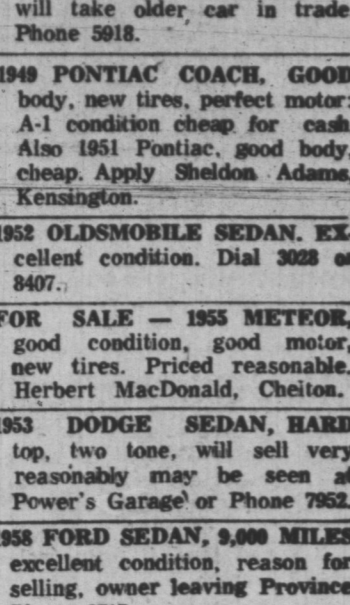 will take older car in trade
Phone 5918.
1949 PONTIAC COACH, GOOD
body, new tires, perfect motor
A-1 condition cheap for cash
Also 1951 Pontiac, good body,
cheap. Apply Sheldon Adams,
Kensington.
1952 OLDSMOBILE SEDAN. EX-
cellent condition. Dial 3028 or
8407.
FOR SALE — 1955 METEOR,
good condition, good motor,
new tires. Priced reasonable.
Herbert MacDonald, Cheiton.
1953 DODGE SEDAN, HARD
top, two tone, will sell very
reasonably may be seen at
Power's Garage or Phone 7952.
1958 FORD SEDAN, 9,000 MILES
excellent condition, reason for
selling, owner leaving Province